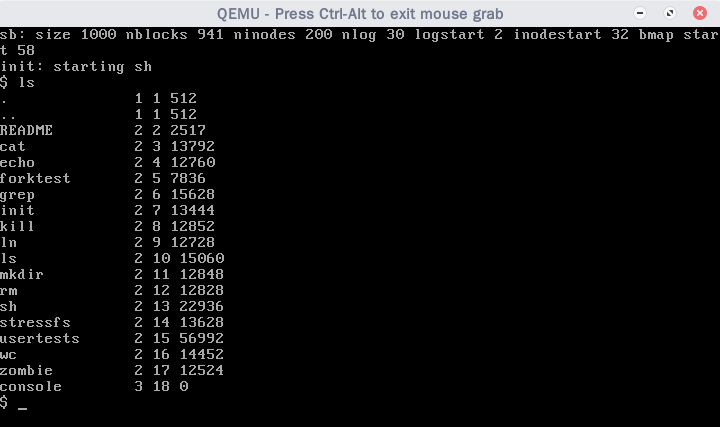 QEMU - Press Ctrl-Alt to exit mouse grab
sb: size 1000 nblocks 941 ninodes 200 nlog 30 logstart 2 inodestart 32 bmap star
t 58
init: starting sh
$ ls
.              1 1 512
..             1 1 512
README         2 2 2517
cat            2 3 13792
echo           2 4 12760
forktest       2 5 7836
grep           2 6 15628
init           2 7 13444
kill           2 8 12852
ln             2 9 12728
ls             2 10 15060
mkdir          2 11 12848
rm             2 12 12828
sh             2 13 22936
stressfs       2 14 13628
usertests      2 15 56992
wc             2 16 14452
zombie         2 17 12524
console        3 18 0
$ _